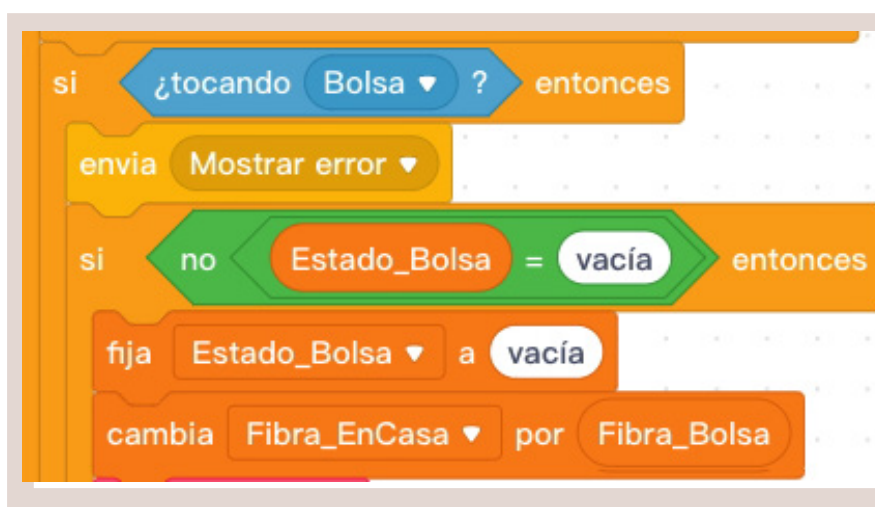 si ¿tocando Bolsa ? entonces
envia Mostrar error
si no Estado_Bolsa = vacía entonces
fija Estado_Bolsa a vacía
cambia Fibra_EnCasa por Fibra_Bolsa